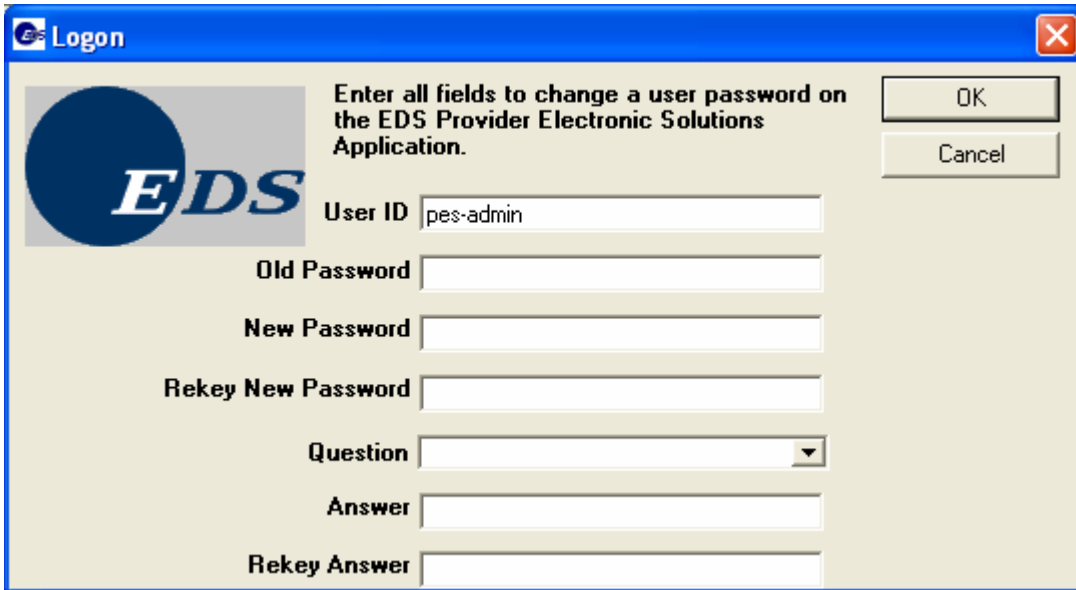 EDS Logon
Enter all fields to change a user password on
the EDS Provider Electronic Solutions
Application.
OK
Cancel
EDS
User ID pes-admin
Old Password
New Password
Rekey New Password
Question
Answer
Rekey Answer